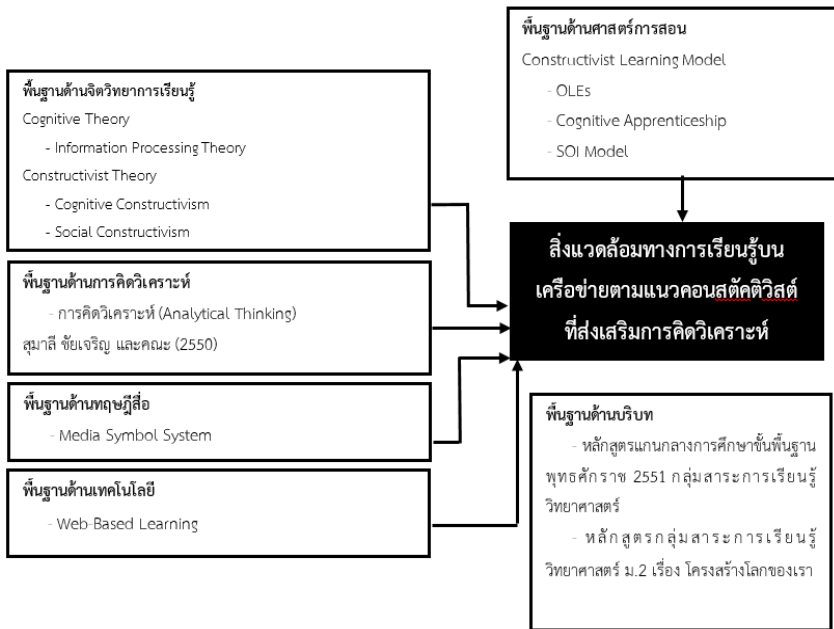 พื้นฐานด้านศาสตร์การสอน
Constructivist Learning Model
- OLEs
- Cognitive Apprenticeship
- SOI Model
พื้นฐานด้านจิตวิทยาการเรียนรู้
Cognitive Theory
- Information Processing Theory
Constructivist Theory
- Cognitive Constructivism
- Social Constructivism
สิ่งแวดล้อมทางการเรียนรู้บน
เครือข่ายตามแนวคอนสตัคติวิสต์
ที่ส่งเสริมการคิดวิเคราะห์
พื้นฐานด้านการคิดวิเคราะห์
- การคิดวิเคราะห์ (Analytical Thinking)
สุมาลี ชัยเจริญ และคณะ (2550)
พื้นฐานด้านทฤษฎีสื่อ
- Media Symbol System
พื้นฐานด้านเทคโนโลยี
- Web-Based Learning
พื้นฐานด้านบริบท
- หลักสูตรแกนกลางการศึกษาขั้นพื้นฐาน
พุทธศักราช 2551 กลุ่มสาระการเรียนรู้
วิทยาศาสตร์
- หลักสูตรกลุ่มสาระการเรียนรู้
วิทยาศาสตร์ ม.2 เรื่อง โครงสร้างโลกของเรา